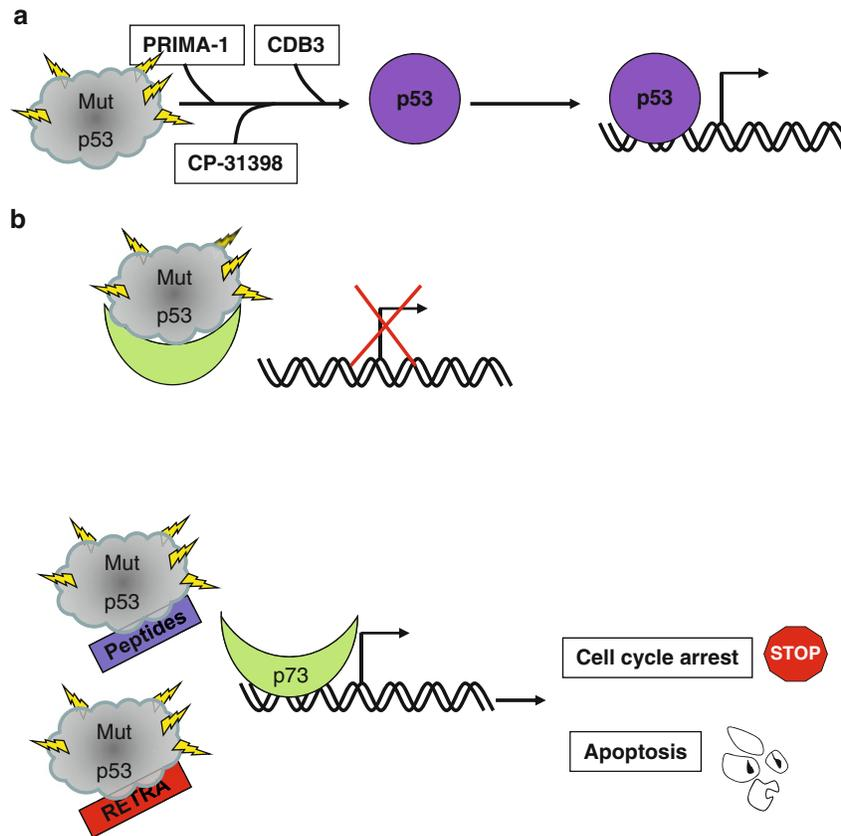 a
PRIMA-1
CDB3
Mut
p53
CP-31398
p53
p53
b
Mut
p53
Mut
p53
Peptides
p73
Mut
p53
RETRA
Cell cycle arrest
STOP
Apoptosis